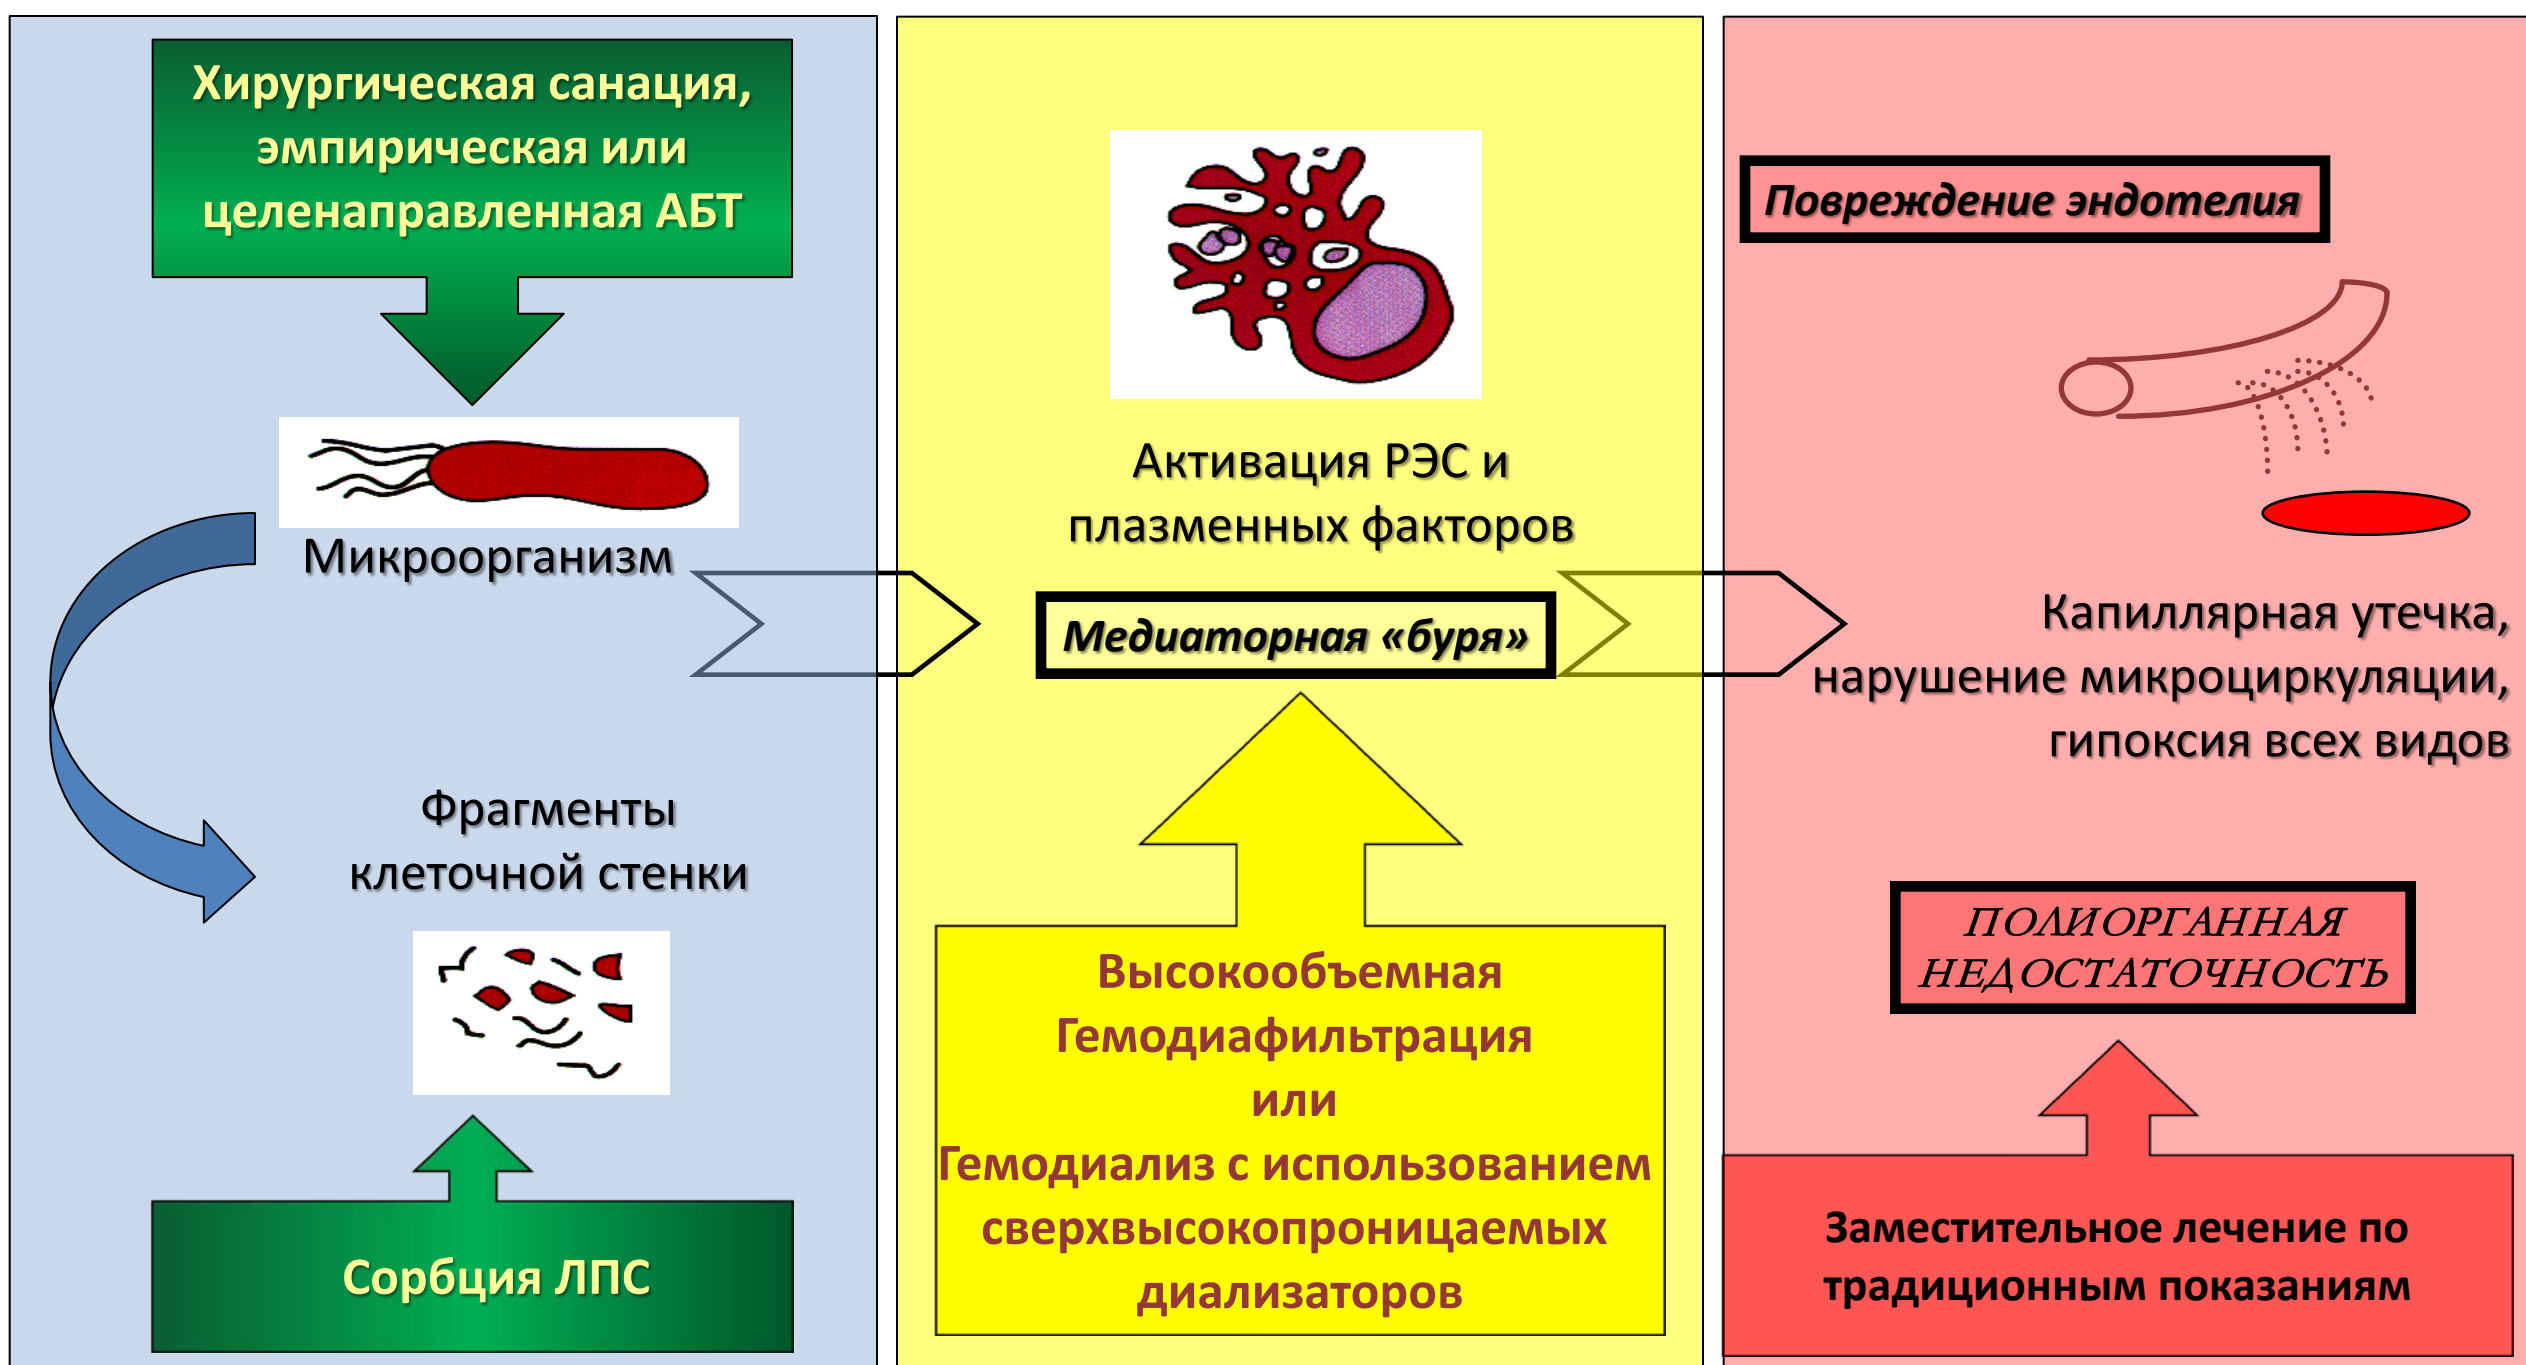 Хирургическая санация,
эмпирическая или
целенаправленная АБТ
Микроорганизм
Фрагменты
клеточной стенки
Сорбция ЛПС
Активация РЭС и
плазменных факторов
Медиаторная «буря»
Высокообъемная
Гемодиафильтрация
или
Гемодиализ с использованием
сверхвысокопроницаемых
диализаторов
Повреждение эндотелия
Капиллярная утечка,
нарушение микроциркуляции,
гипоксия всех видов
ПОЛИОРГАННАЯ
НЕДОСТАТОЧНОСТЬ
Заместительное лечение по
традиционным показаниям